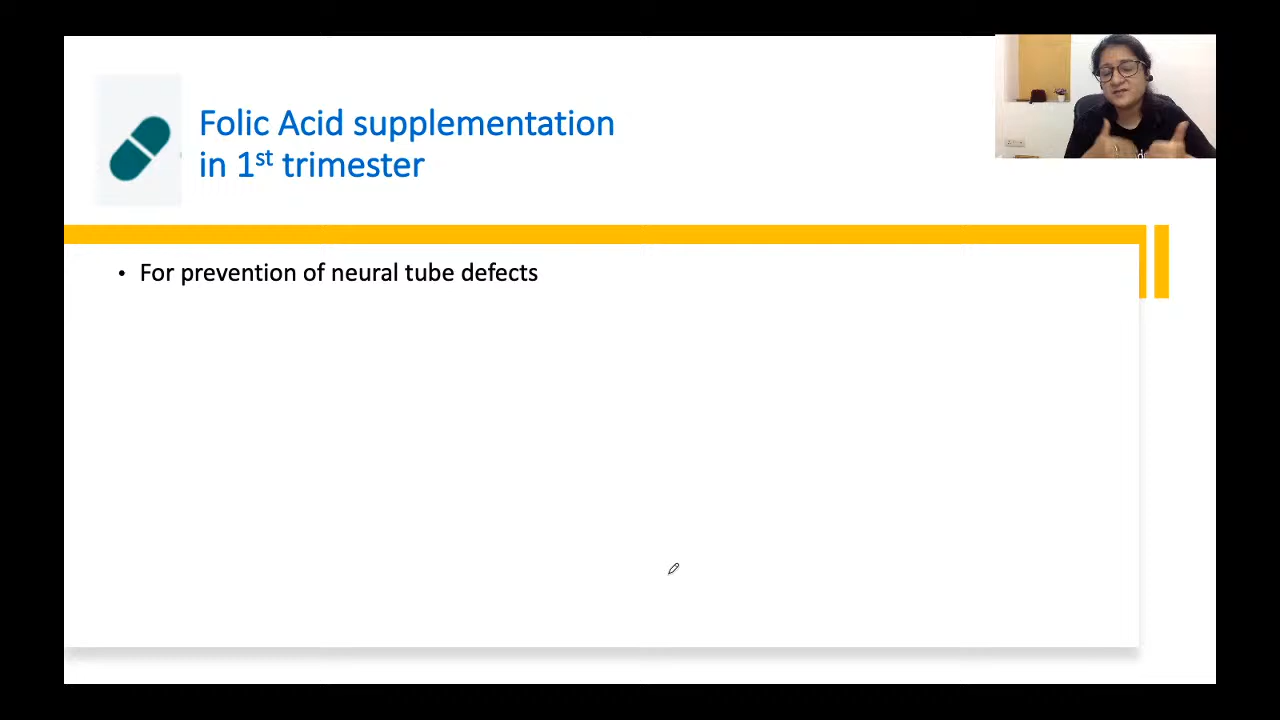 Folic Acid supplementation
in 1st trimester
• For prevention of neural tube defects